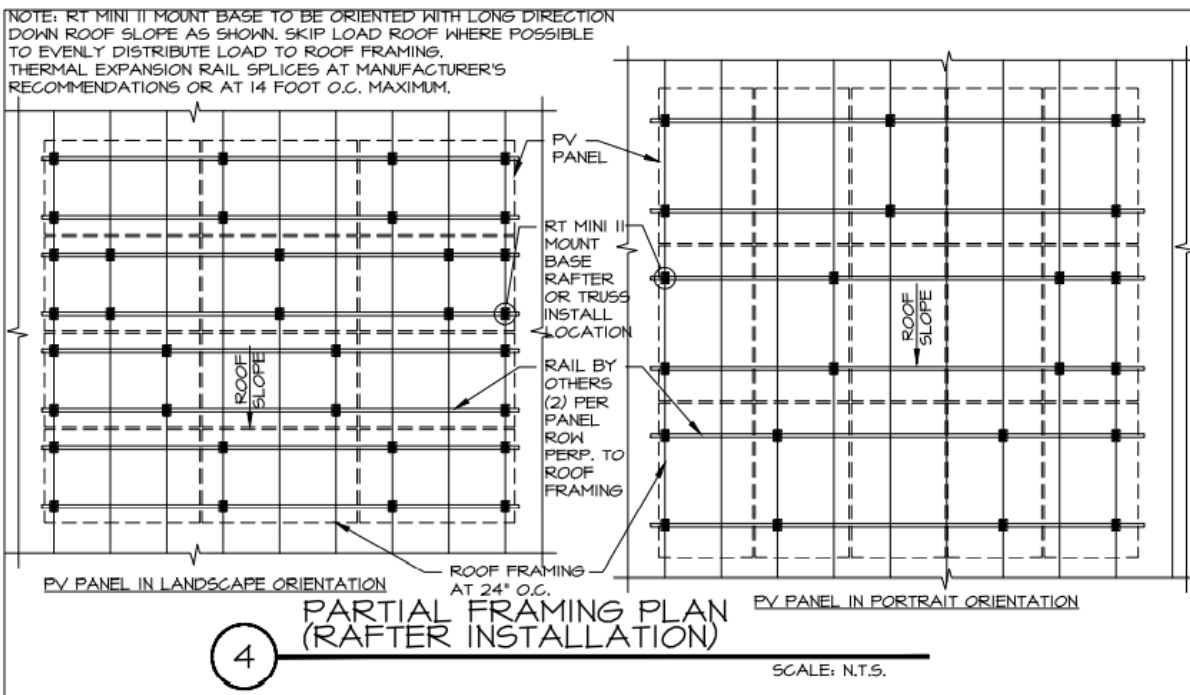 NOTE: RT MINI II MOUNT BASE TO BE ORIENTED WITH LONG DIRECTION
DOWN ROOF SLOPE AS SHOWN. SKIP LOAD ROOF WHERE POSSIBLE
TO EVENLY DISTRIBUTE LOAD TO ROOF FRAMING.
THERMAL EXPANSION RAIL SPLICES AT MANUFACTURER'S
RECOMMENDATIONS OR AT 14 FOOT O.C. MAXIMUM.
PV
PANEL
RT MINI II
MOUNT
BASE
RAFTER
OR TRUSS
INSTALL
LOCATION
ROOF
SLOPE
ROOF
SLOPE
RAIL BY
OTHERS
(2) PER
PANEL
ROW
PERP. TO
ROOF
FRAMING
ROOF FRAMING
AT 24" O.C.
PV PANEL IN LANDSCAPE ORIENTATION
PV PANEL IN PORTRAIT ORIENTATION
4
PARTIAL FRAMING PLAN
(RAFTER INSTALLATION)
SCALE: N.T.S.